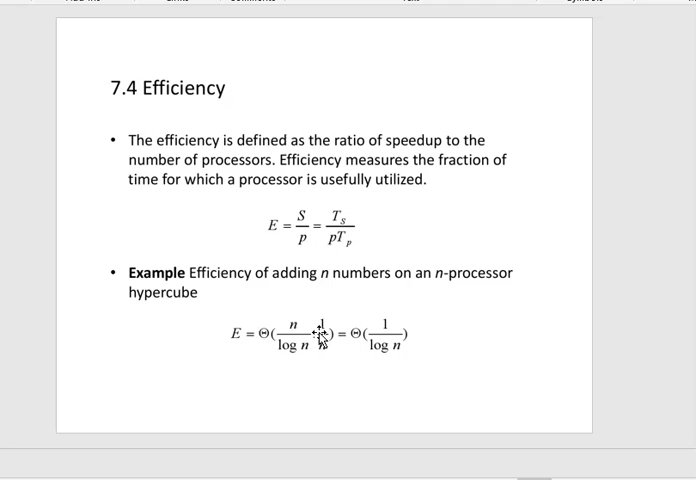 7.4 Efficiency
• The efficiency is defined as the ratio of speedup to the
number of processors. Efficiency measures the fraction of
time for which a processor is usefully utilized.
E = S/p = T_s/pT_p
• Example Efficiency of adding n numbers on an n-processor
hypercube
E = Θ(n/log n · 1/n) = Θ(1/log n)